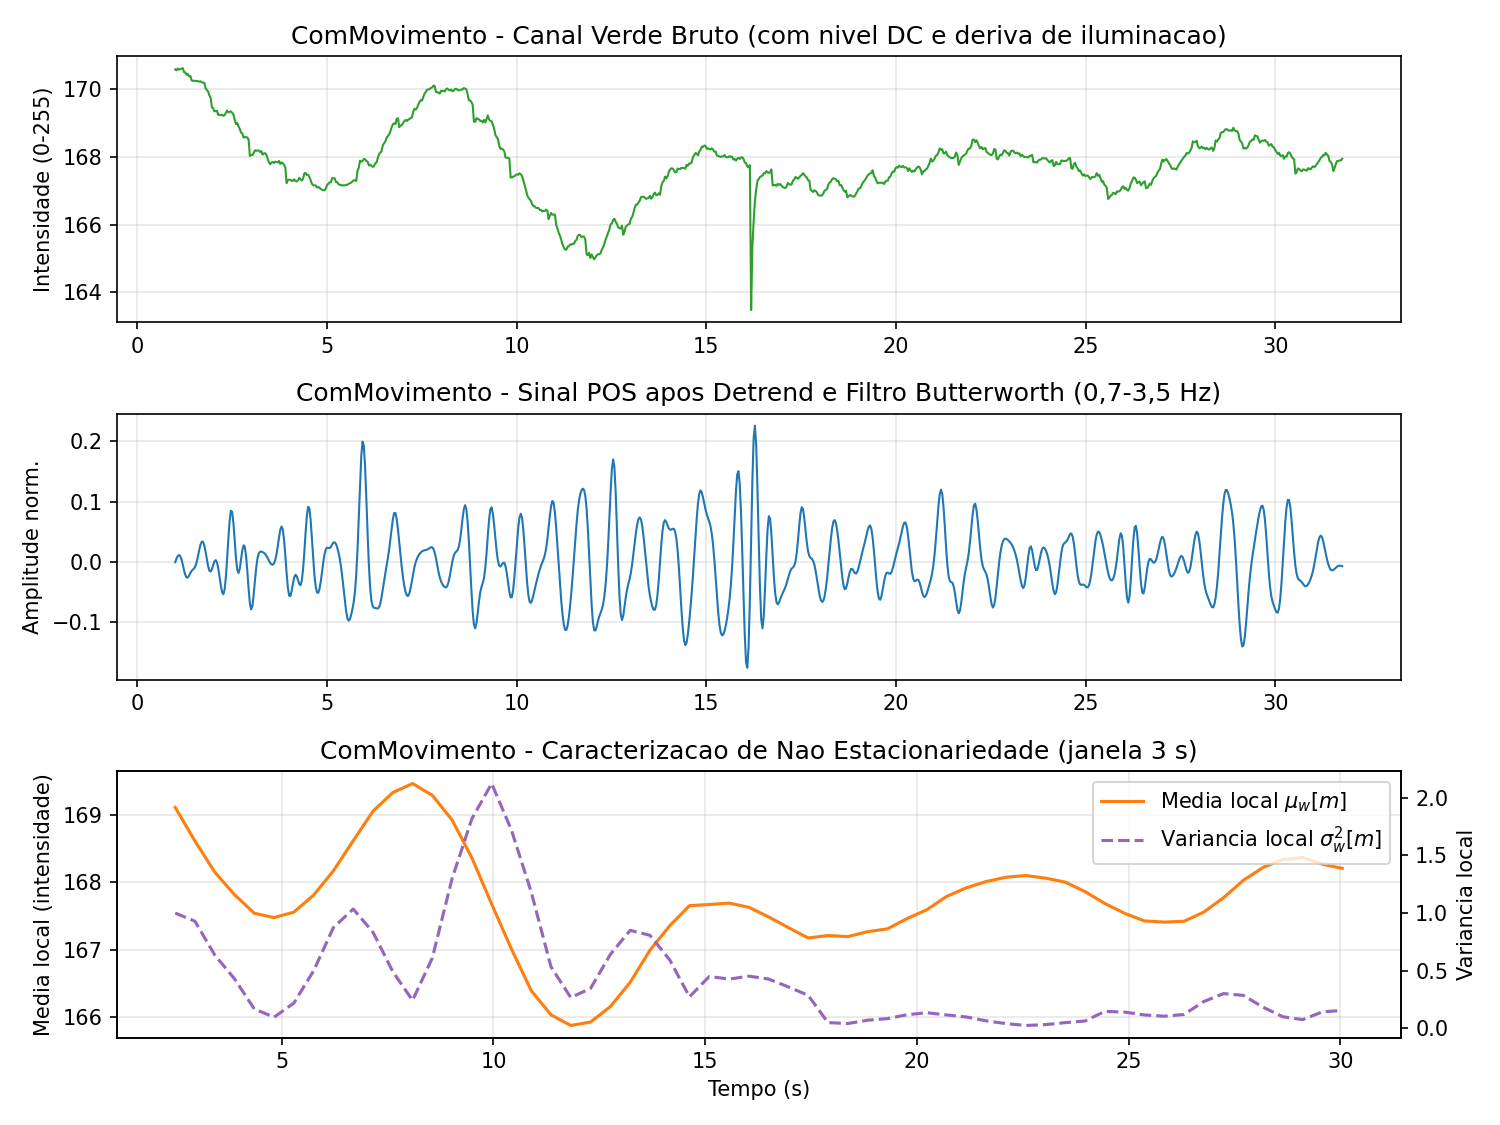 ComMovimento - Canal Verde Bruto (com nivel DC e deriva de iluminacao)
Intensidade (0-255)
170
168
166
164
0 5 10 15 20 25 30
ComMovimento - Sinal POS apos Detrend e Filtro Butterworth (0,7-3,5 Hz)
Amplitude norm.
0.2
0.1
0.0
−0.1
0 5 10 15 20 25 30
ComMovimento - Caracterizacao de Nao Estacionariedade (janela 3 s)
Media local (intensidade)
169
168
167
166
Media local μ_w[m]
Variancia local σ²_w[m]
2.0
1.5
1.0
0.5
0.0
Variancia local
5 10 15 20 25 30
Tempo (s)